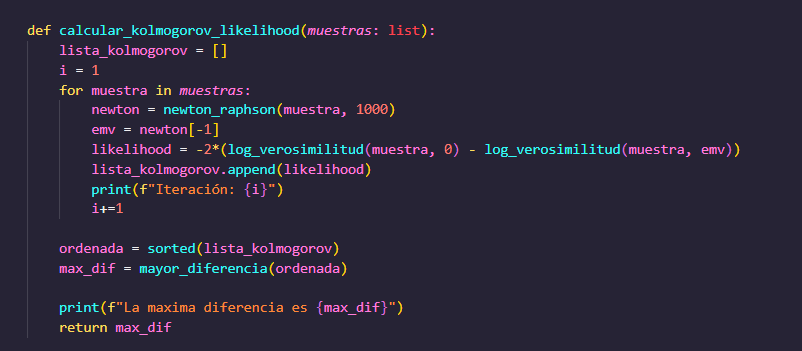 def calcular_kolmogorov_likelihood(muestras: list):
    lista_kolmogorov = []
    i = 1
    for muestra in muestras:
        newton = newton_raphson(muestra, 1000)
        emv = newton[-1]
        likelihood = -2*(log_verosimilitud(muestra, 0) - log_verosimilitud(muestra, emv))
        lista_kolmogorov.append(likelihood)
        print(f"Iteración: {i}")
        i+=1

    ordenada = sorted(lista_kolmogorov)
    max_dif = mayor_diferencia(ordenada)

    print(f"La maxima diferencia es {max_dif}")
    return max_dif